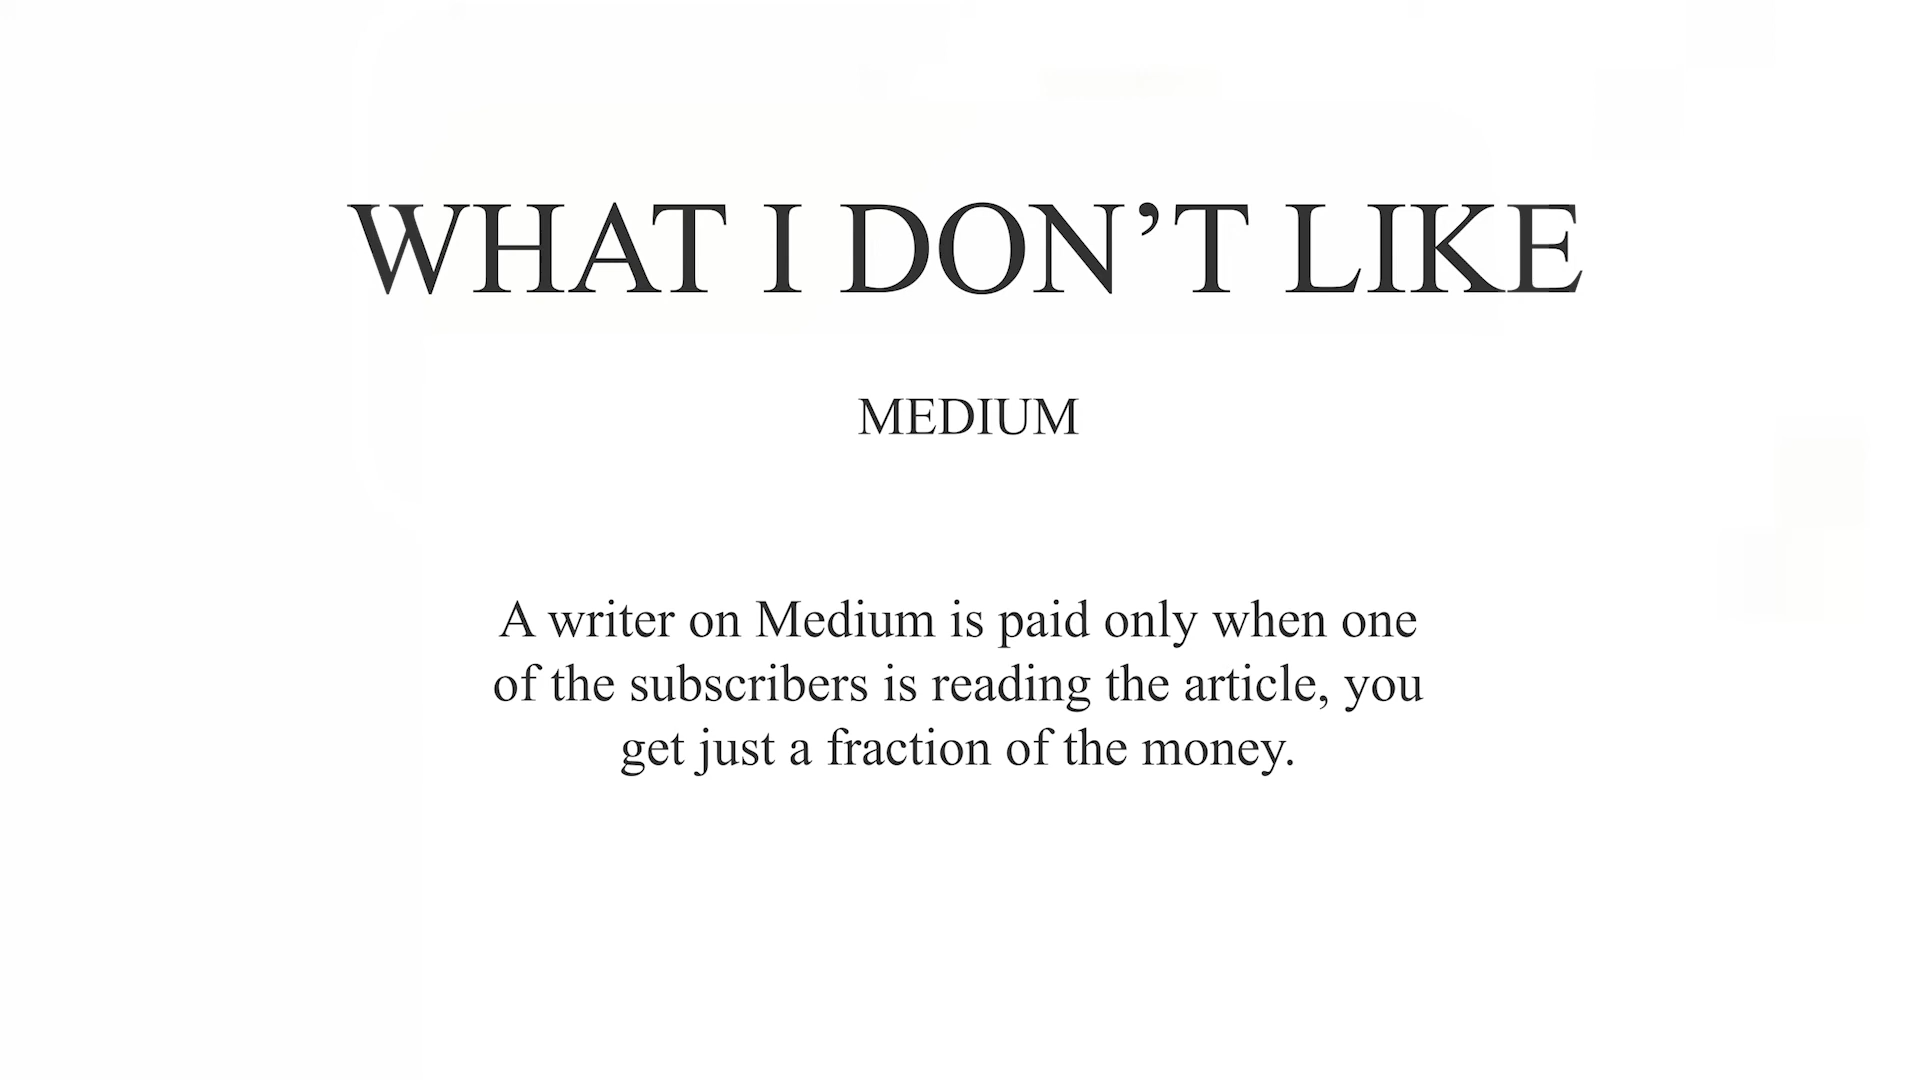 WHAT I DON’T LIKE
MEDIUM
A writer on Medium is paid only when one
of the subscribers is reading the article, you
get just a fraction of the money.